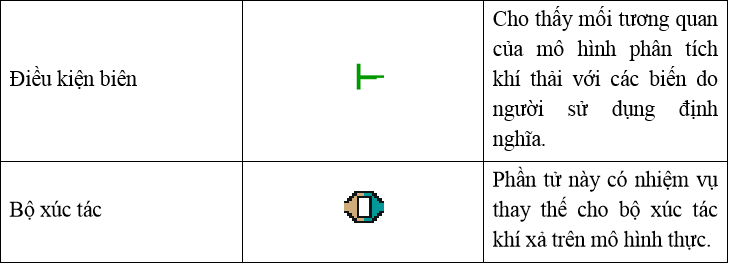 Điều kiện biên
Cho thấy mối tương quan
của mô hình phân tích
khí thải với các biến do
người sử dụng định
nghĩa.
Bộ xúc tác
Phần tử này có nhiệm vụ
thay thế cho bộ xúc tác
khí xả trên mô hình thực.